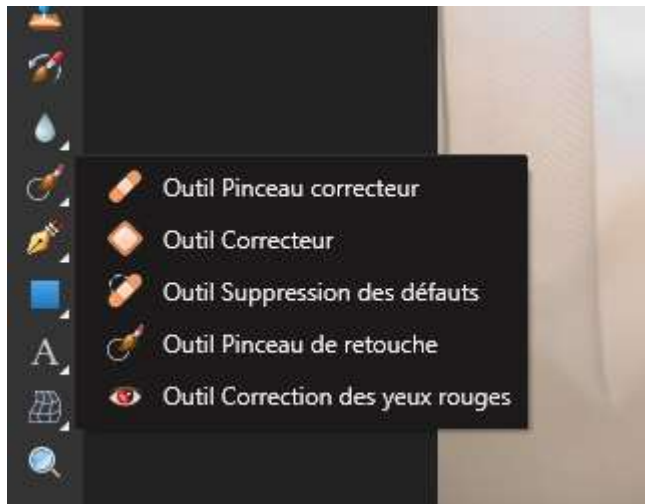 Outil Pinceau correcteur
Outil Correcteur
Outil Suppression des défauts
Outil Pinceau de retouche
A
Outil Correction des yeux rouges